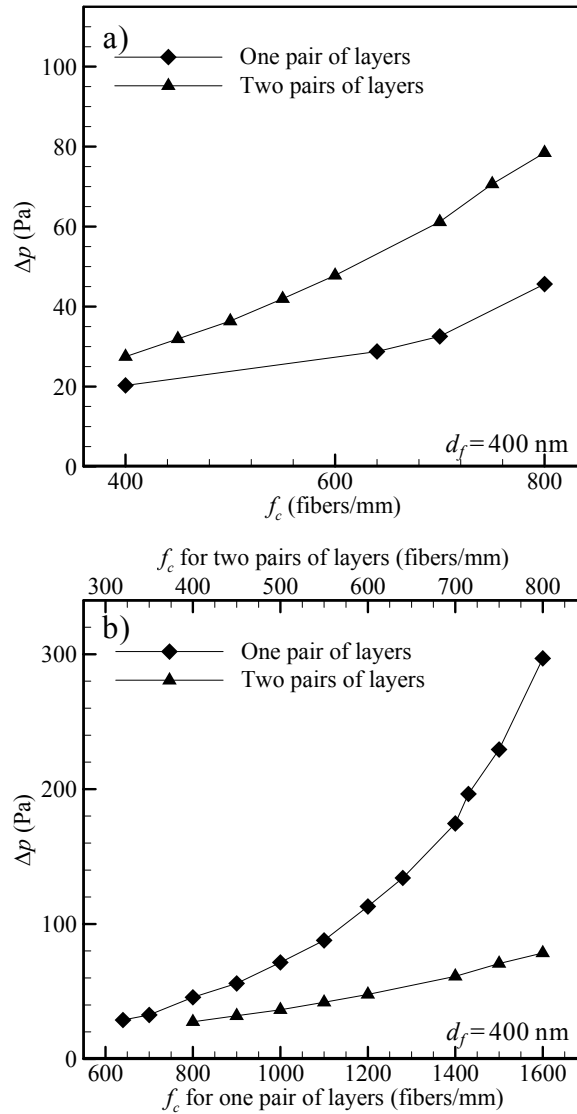 a)
One pair of layers
Two pairs of layers
100
80
60
40
20
0
Δp (Pa)
d_f = 400 nm
400 600 800
f_c (fibers/mm)
f_c for two pairs of layers (fibers/mm)
300 400 500 600 700 800
b)
One pair of layers
Two pairs of layers
300
200
100
0
Δp (Pa)
d_f = 400 nm
600 800 1000 1200 1400 1600
f_c for one pair of layers (fibers/mm)